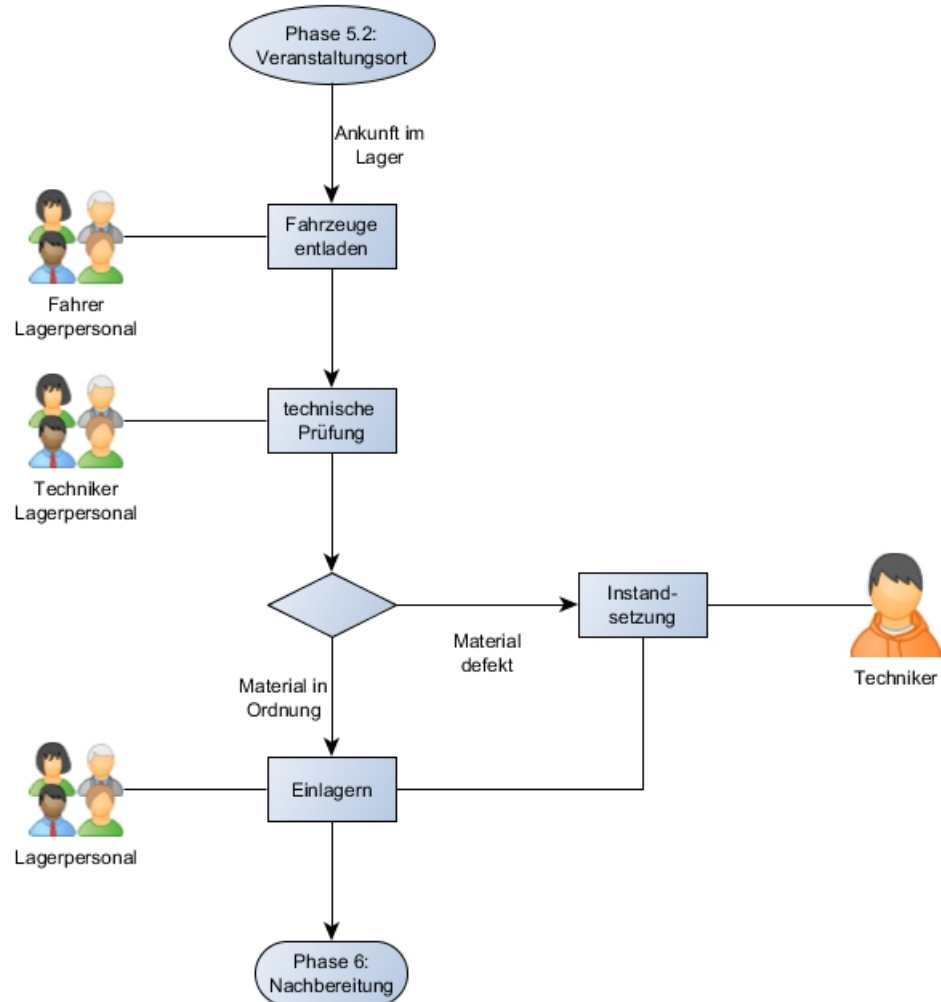 Phase 5.2:
Veranstaltungsort
Ankunft im
Lager
Fahrzeuge
entladen
Fahrer
Lagerpersonal
technische
Prüfung
Techniker
Lagerpersonal
Instand-
setzung
Material
defekt
Techniker
Material in
Ordnung
Einlagern
Lagerpersonal
Phase 6:
Nachbereitung